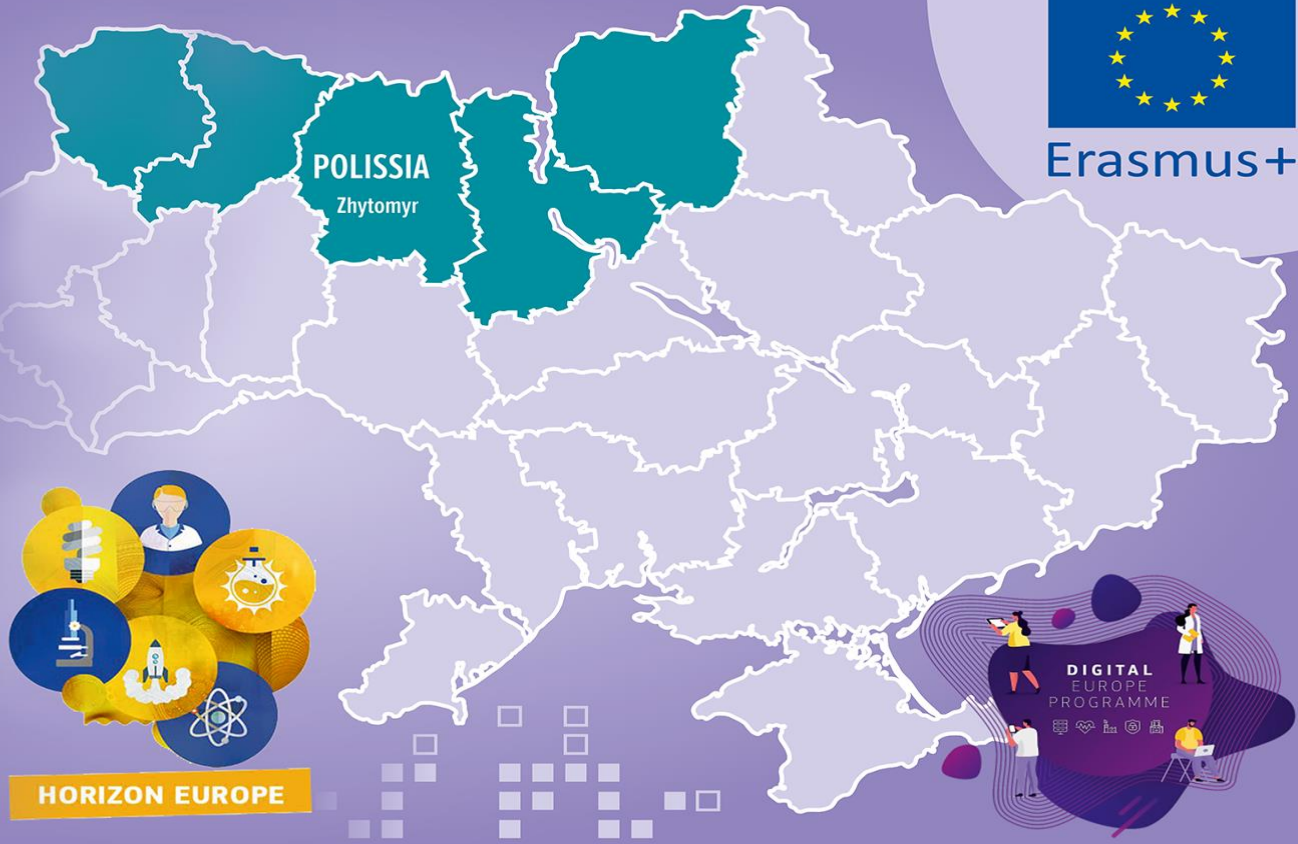 Erasmus+
POLISSIA
Zhytomyr
DIGITAL
EUROPE
PROGRAMME
HORIZON EUROPE